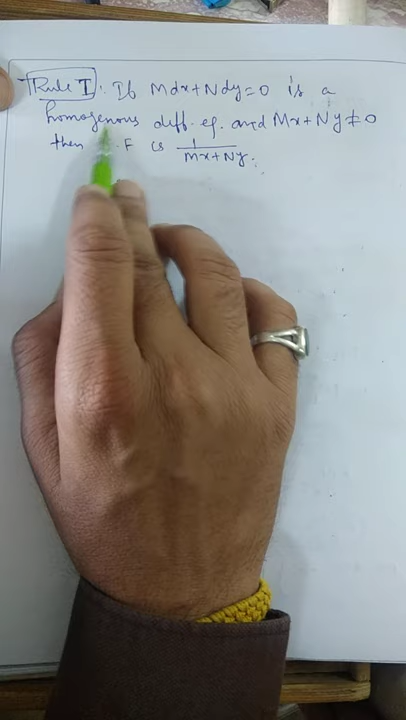 Rule I: If Mdx+Ndy=0 is a
homogenous diff. eq. and Mx+Ny≠0
then . F is 1/(Mx+Ny).